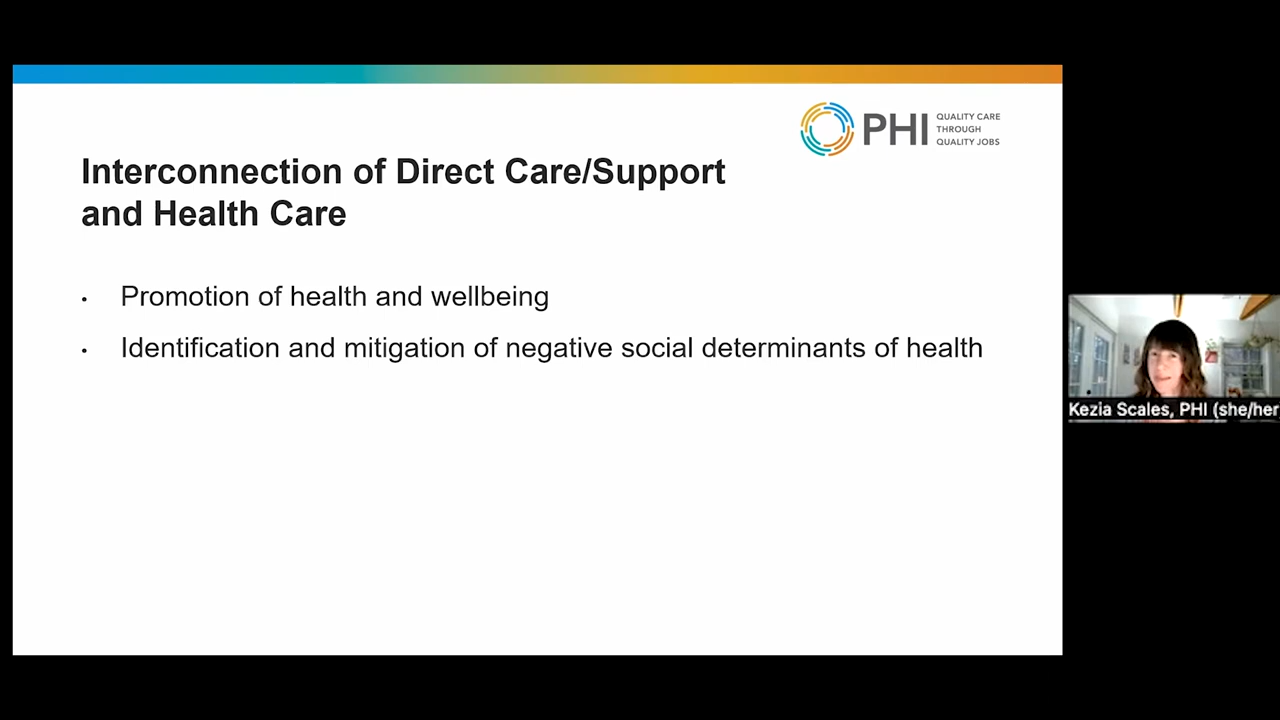 PHI
QUALITY CARE
THROUGH
QUALITY JOBS
Interconnection of Direct Care/Support
and Health Care
• Promotion of health and wellbeing
• Identification and mitigation of negative social determinants of health
Kezia Scales, PHI (she/her